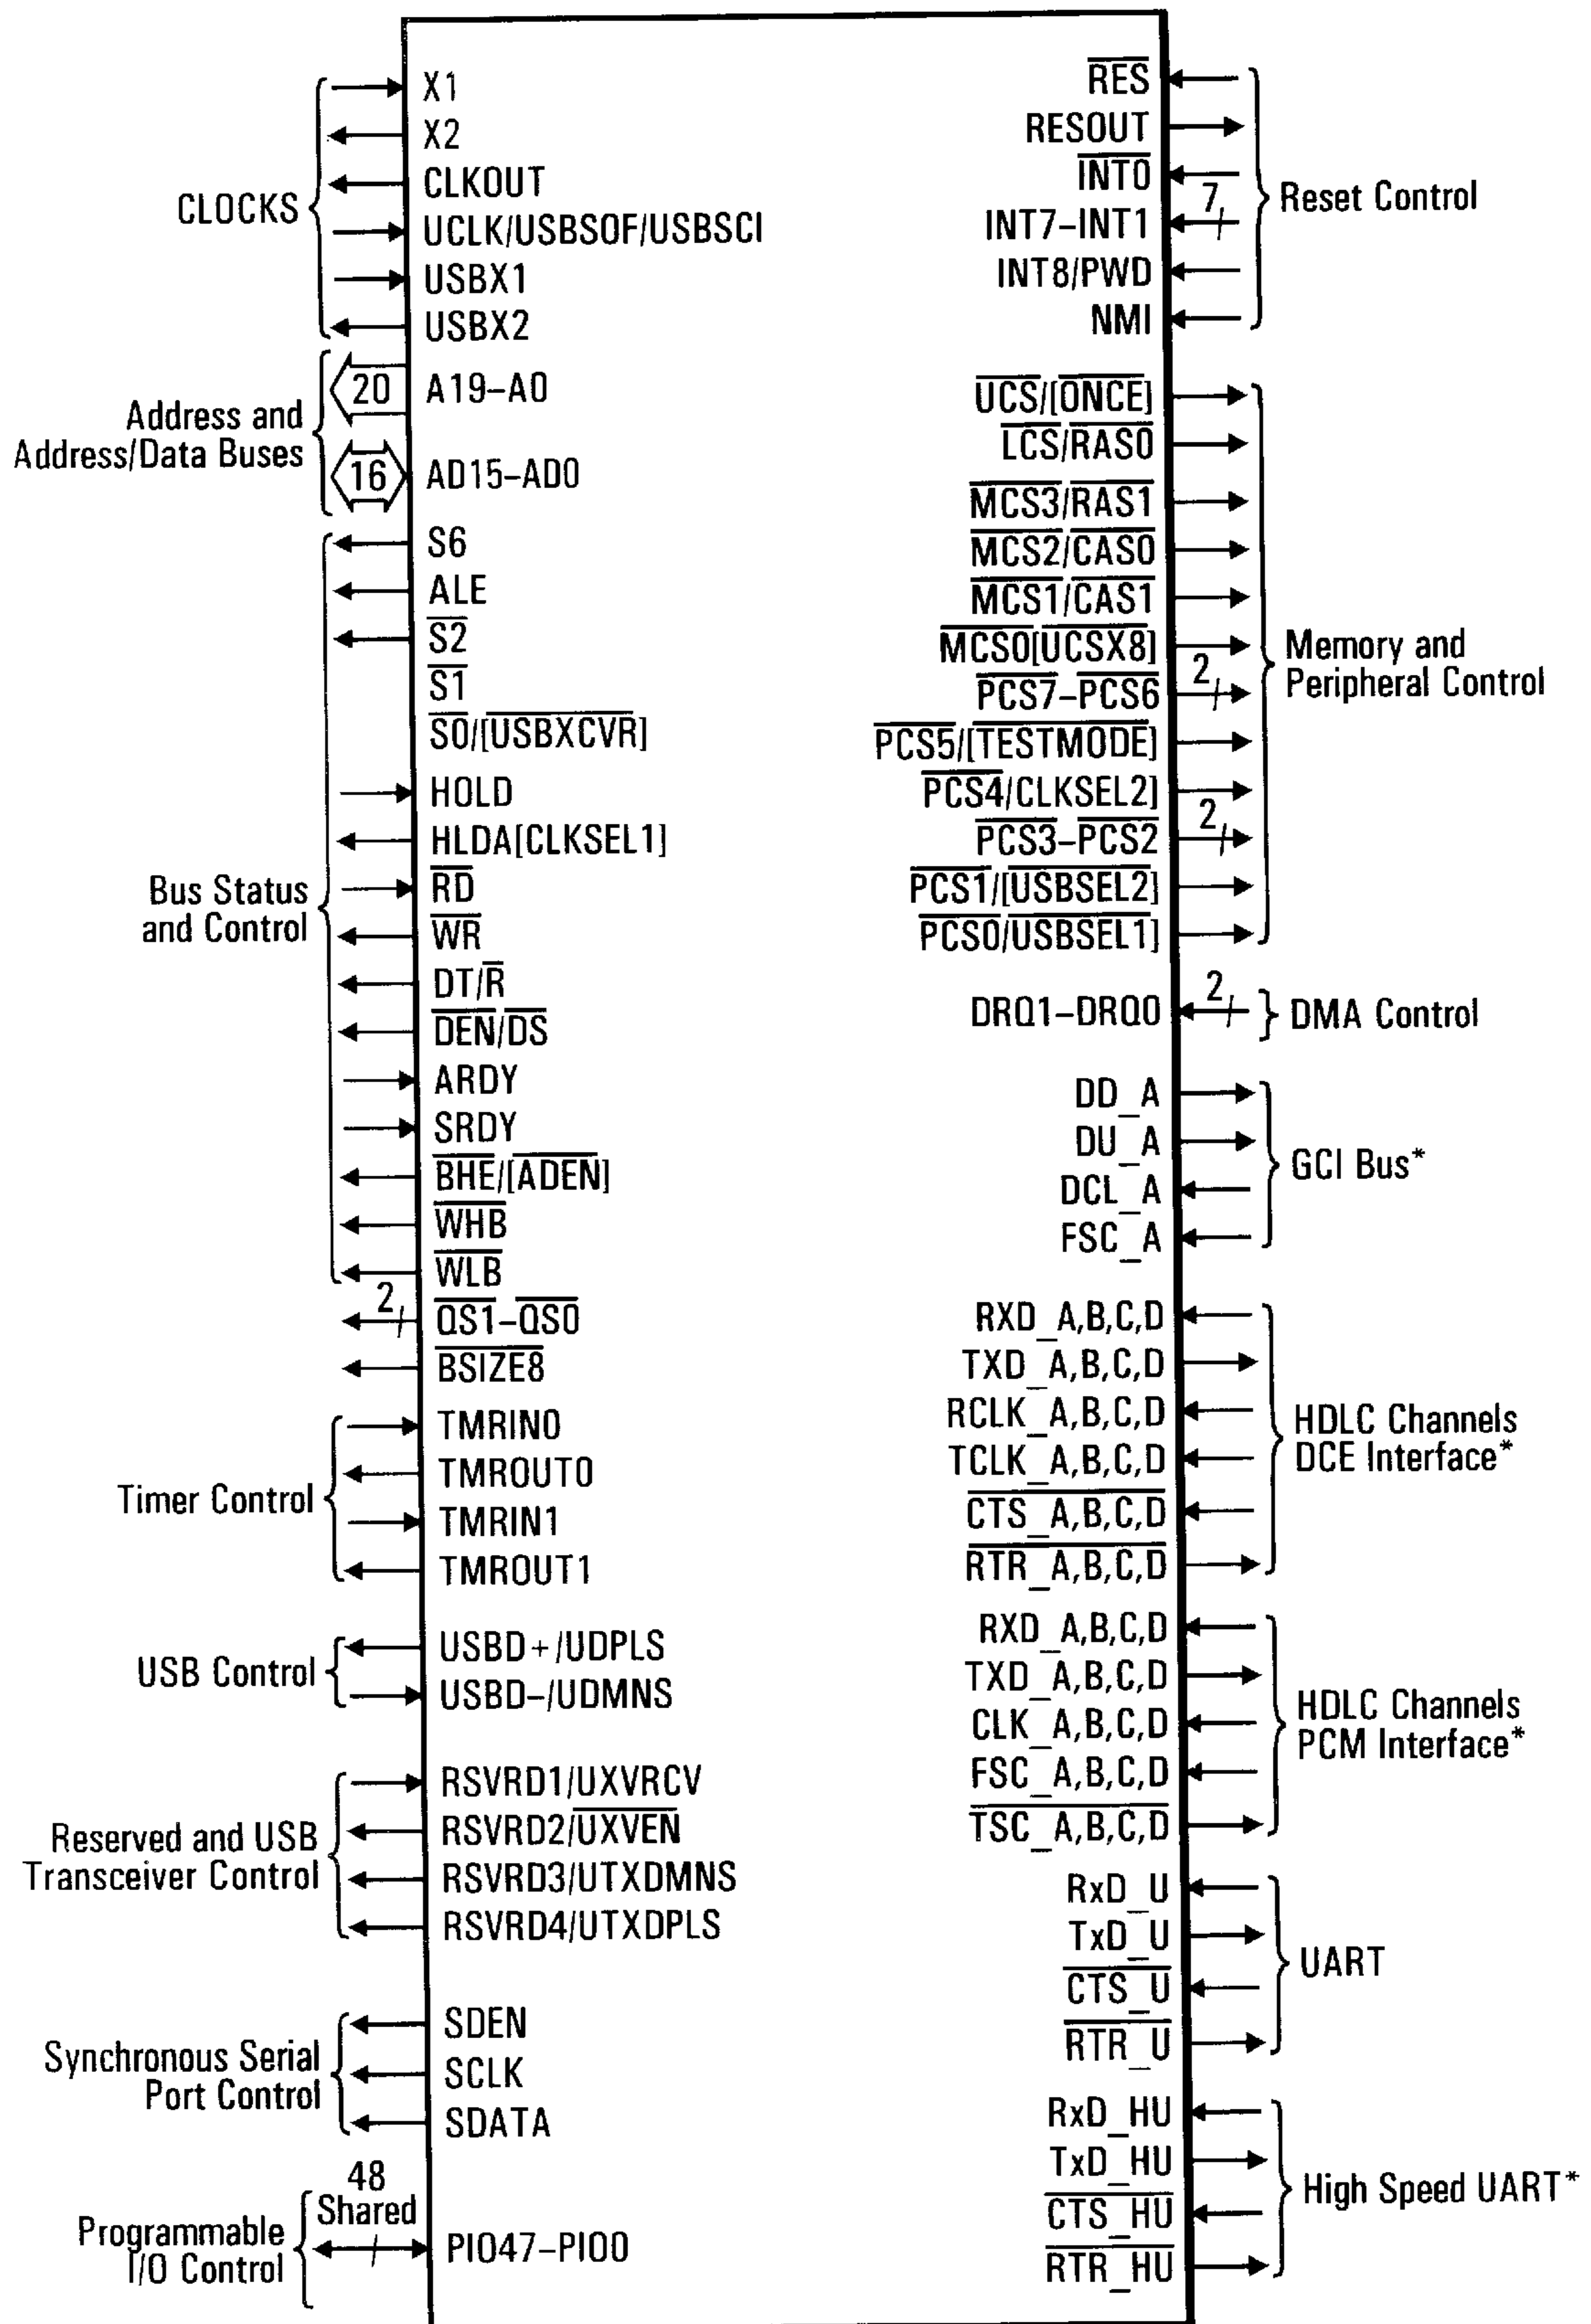 CLOCKS
X1
X2
CLKOUT
UCLK/USBSOF/USBSCI
USBX1
USBX2
Address and
Address/Data Buses
20
A19–A0
16
AD15–AD0
Bus Status
and Control
S6
ALE
S2
S1
S0/[USBXCVR]
HOLD
HLDA[CLKSEL1]
RD
WR
DT/R
DEN/DS
ARDY
SRDY
BHE/[ADEN]
WHB
WLB
2
QS1–QS0
BSIZE8
Timer Control
TMRIN0
TMROUT0
TMRIN1
TMROUT1
USB Control
USBD+/UDPLS
USBD–/UDMNS
Reserved and USB
Transceiver Control
RSVRD1/UXVRCV
RSVRD2/UXVEN
RSVRD3/UTXDMNS
RSVRD4/UTXDPLS
Synchronous Serial
Port Control
SDEN
SCLK
SDATA
Programmable
I/O Control
48
Shared
PIO47–PIO0
RES
RESOUT
INT0
7
INT7–INT1
INT8/PWD
NMI
Reset Control
UCS/[ONCE]
LCS/RAS0
MCS3/RAS1
MCS2/CAS0
MCS1/CAS1
MCS0[UCSX8]
2
PCS7–PCS6
PCS5/[TESTMODE]
PCS4/CLKSEL2]
2
PCS3–PCS2
PCS1/[USBSEL2]
PCS0/USBSEL1]
Memory and
Peripheral Control
2
DRQ1–DRQ0
DMA Control
DD_A
DU_A
DCL_A
FSC_A
GCI Bus*
RXD_A,B,C,D
TXD_A,B,C,D
RCLK_A,B,C,D
TCLK_A,B,C,D
CTS_A,B,C,D
RTR_A,B,C,D
HDLC Channels
DCE Interface*
RXD_A,B,C,D
TXD_A,B,C,D
CLK_A,B,C,D
FSC_A,B,C,D
TSC_A,B,C,D
HDLC Channels
PCM Interface*
RxD_U
TxD_U
CTS_U
RTR_U
UART
RxD_HU
TxD_HU
CTS_HU
RTR_HU
High Speed UART*